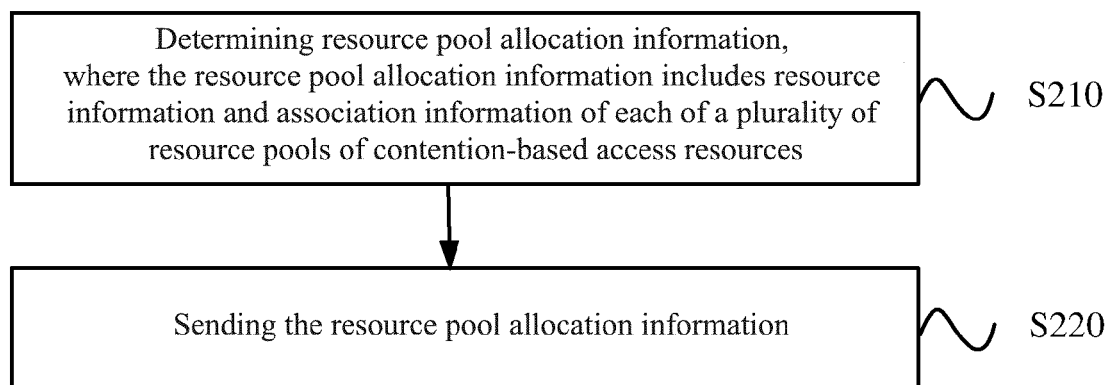 Determining resource pool allocation information,
where the resource pool allocation information includes resource
information and association information of each of a plurality of
resource pools of contention-based access resources
S210
Sending the resource pool allocation information
S220